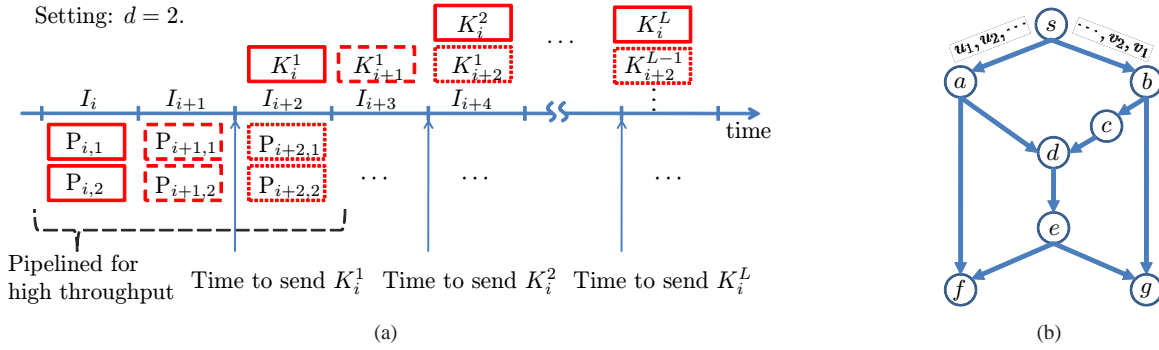 Setting: d = 2.
K_i^2 ... K_i^L
K_i^1 K_{i+1}^1 K_{i+2}^1 K_{i+2}^{L-1}
I_i I_{i+1} I_{i+2} I_{i+3} I_{i+4} ⋮
time
P_{i,1} P_{i+1,1} P_{i+2,1}
P_{i,2} P_{i+1,2} P_{i+2,2} ... ... ...
Pipelined for
high throughput
Time to send K_i^1 Time to send K_i^2 Time to send K_i^L
(a)
u_1, u_2, ··· s ··· , v_2, v_1
a b
c
d
e
f g
(b)